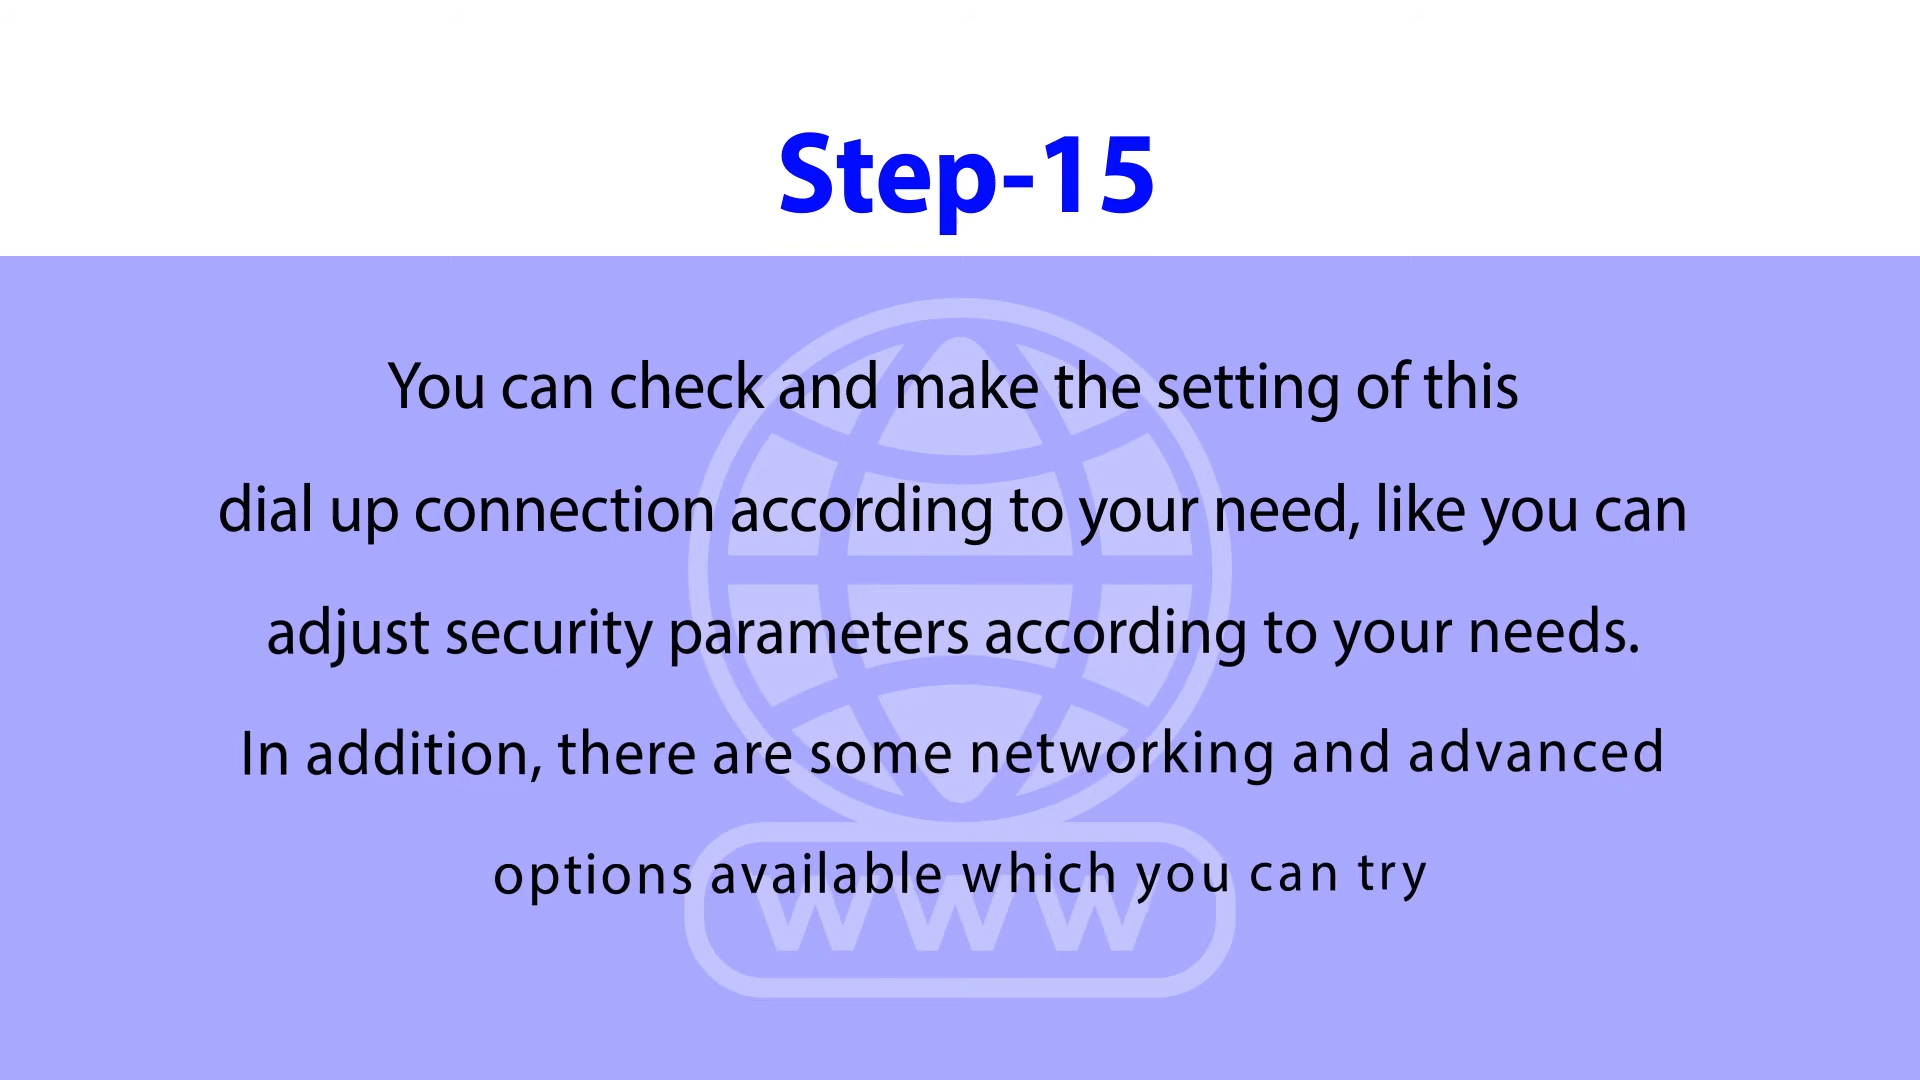 Step-15
You can check and make the setting of this
dial up connection according to your need, like you can
adjust security parameters according to your needs.
In addition, there are some networking and advanced
options available which you can try
www